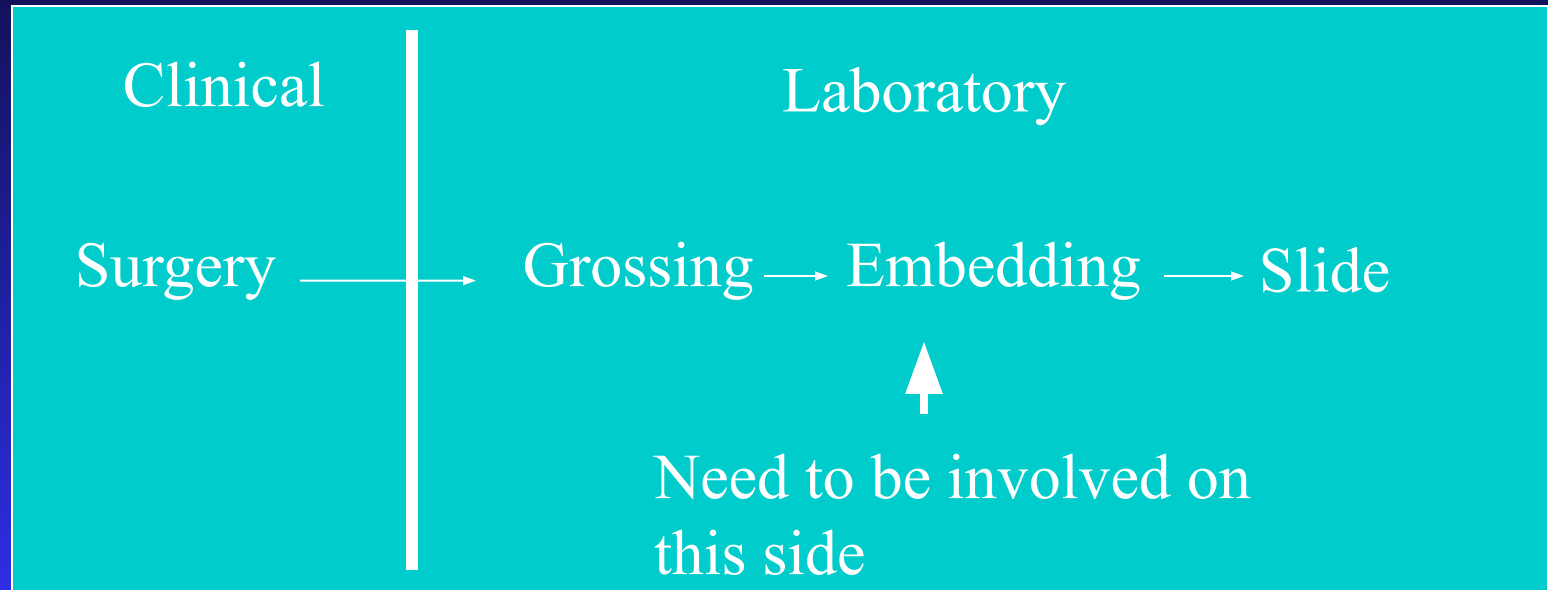 Clinical
Laboratory
Surgery
Grossing
Embedding
Slide
Need to be involved on
this side